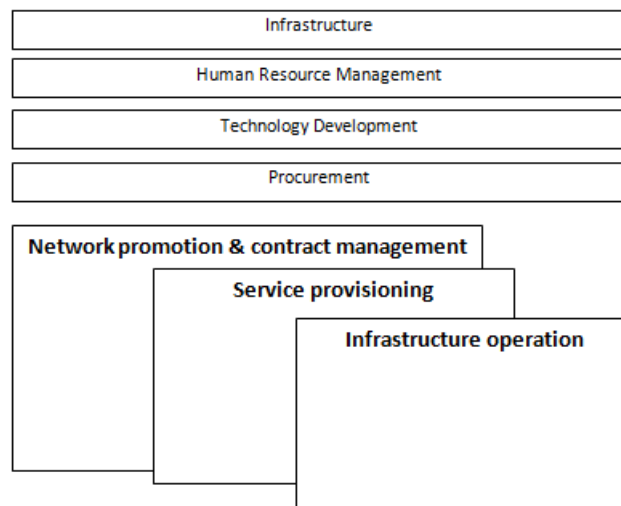 Infrastructure
Human Resource Management
Technology Development
Procurement
Network promotion & contract management
Service provisioning
Infrastructure operation